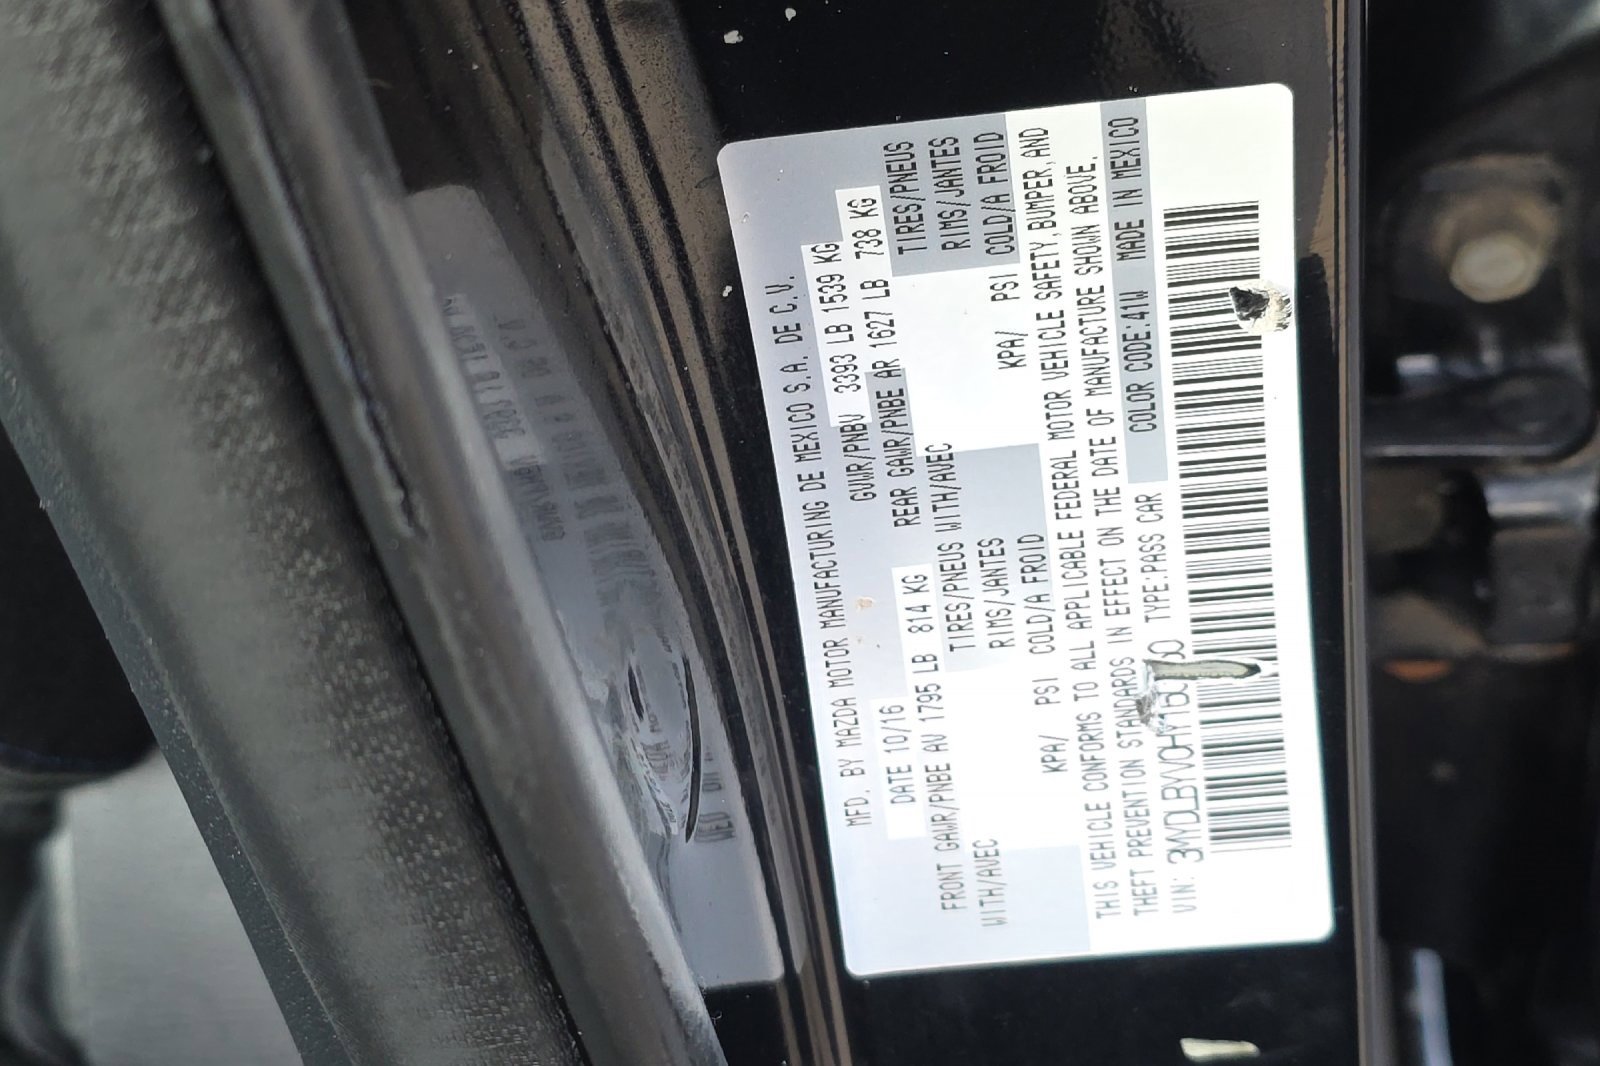 MFD. BY MAZDA MOTOR MANUFACTURING DE MEXICO S.A. DE C.V.
DATE 10/16 GVWR/PNBV 3393 LB 1539 KG
FRONT GAWR/PNBE AV 1795 LB 814 KG REAR GAWR/PNBE AR 1627 LB 738 KG
WITH/AVEC TIRES/PNEUS WITH/AVEC TIRES/PNEUS
RIMS/JANTES RIMS/JANTES
KPA/ PSI COLD/A FROID KPA/ PSI COLD/A FROID
THIS VEHICLE CONFORMS TO ALL APPLICABLE FEDERAL MOTOR VEHICLE SAFETY, BUMPER, AND
THEFT PREVENTION STANDARDS IN EFFECT ON THE DATE OF MANUFACTURE SHOWN ABOVE.
VIN: TYPE:PASS CAR COLOR CODE:41W MADE IN MEXICO